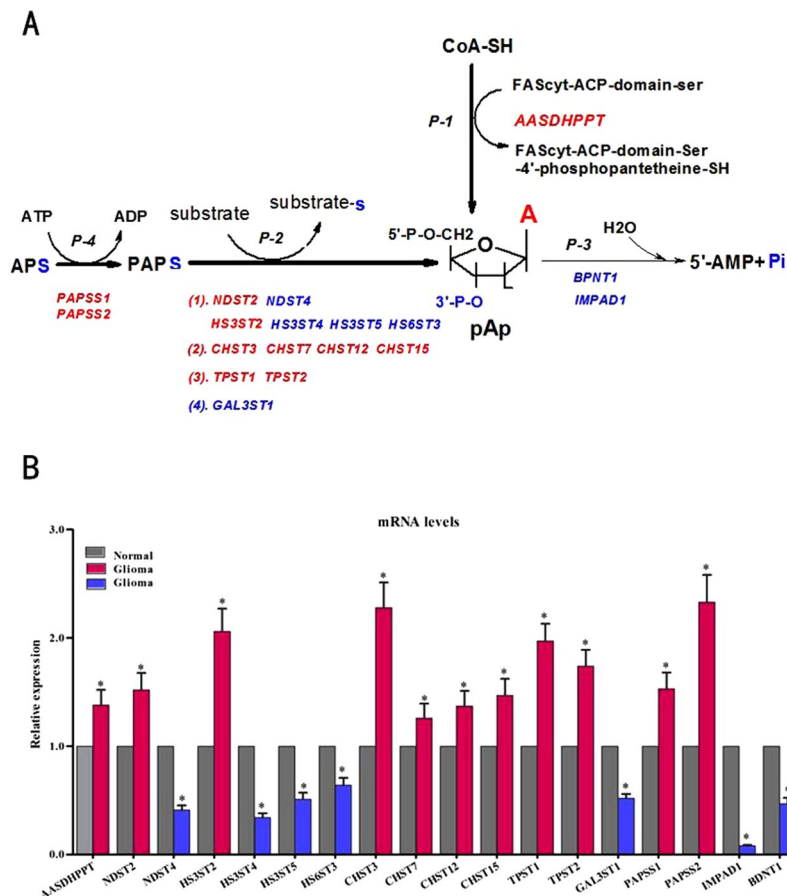 A
CoA-SH
FAScyt-ACP-domain-ser
P-1
AASDHPPT
FAScyt-ACP-domain-Ser
-4'-phosphopantetheine-SH
ATP ADP substrate substrate-s
P-4 P-2
APS PAPS
5'-P-O-CH2 O A
3'-P-O
pAp
P-3 H2O
5'-AMP+Pi
BPNT1
IMPAD1
PAPSS1
PAPSS2
(1). NDST2 NDST4
HS3ST2 HS3ST4 HS3ST5 HS6ST3
(2). CHST3 CHST7 CHST12 CHST15
(3). TPST1 TPST2
(4). GAL3ST1
B
mRNA levels
Normal
Glioma
Glioma
Relative expression
3.0
2.0
1.0
0.0
* * * * * * * * * * * * * * * * * *
AASDHPPT NDST2 NDST4 HS3ST2 HS3ST4 HS3ST5 HS6ST3 CHST3 CHST7 CHST12 CHST15 TPST1 TPST2 GAL3ST1 PAPSS1 PAPSS2 IMPAD1 BDNT1